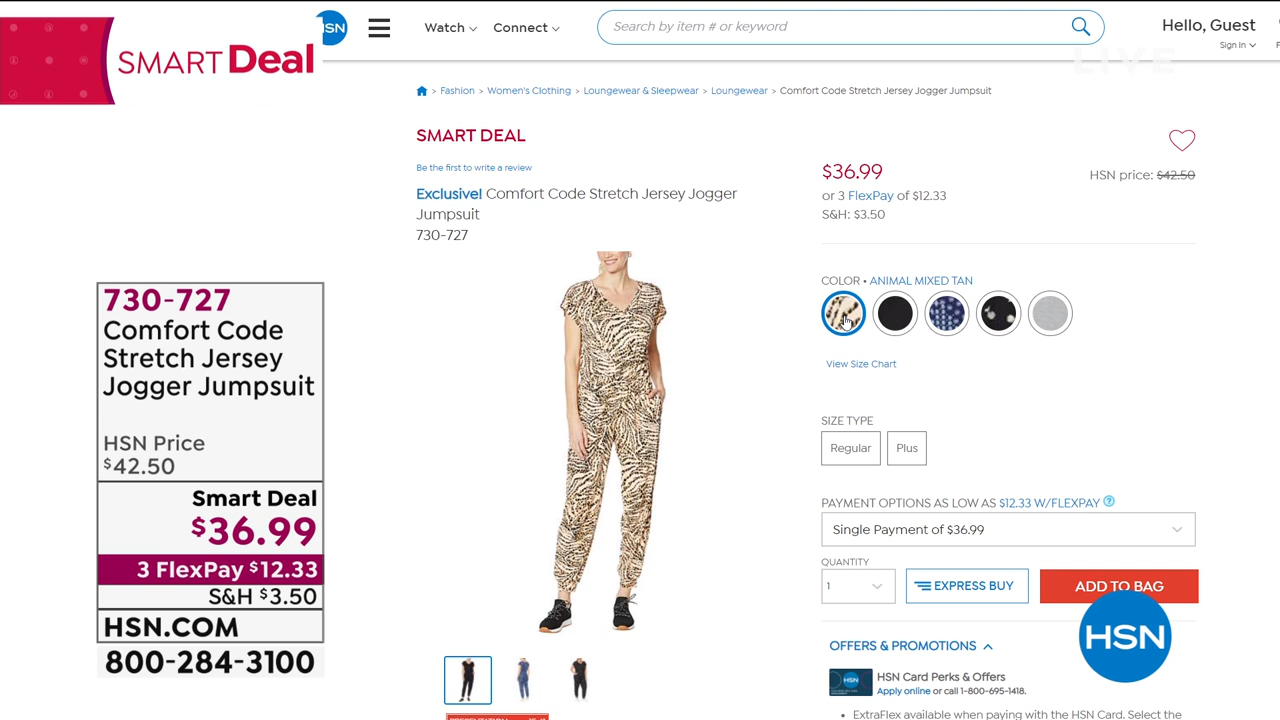 SMART Deal
HSN
Watch
Connect
Search by item # or keyword
Hello, Guest
Sign In
LIVE
> Fashion > Women's Clothing > Loungewear & Sleepwear > Loungewear > Comfort Code Stretch Jersey Jogger Jumpsuit
SMART DEAL
Be the first to write a review
Exclusive! Comfort Code Stretch Jersey Jogger
Jumpsuit
730-727
$36.99
HSN price: $42.50
or 3 FlexPay of $12.33
S&H: $3.50
COLOR • ANIMAL MIXED TAN
View Size Chart
SIZE TYPE
Regular
Plus
PAYMENT OPTIONS AS LOW AS $12.33 W/FLEXPAY ?
Single Payment of $36.99
QUANTITY
1
EXPRESS BUY
ADD TO BAG
OFFERS & PROMOTIONS
HSN
HSN Card Perks & Offers
Apply online or call 1-800-695-1418.
• ExtraFlex available when paying with the HSN Card. Select the
HSN
730-727
Comfort Code
Stretch Jersey
Jogger Jumpsuit
HSN Price
$42.50
Smart Deal
$36.99
3 FlexPay $12.33
S&H $3.50
HSN.COM
800-284-3100